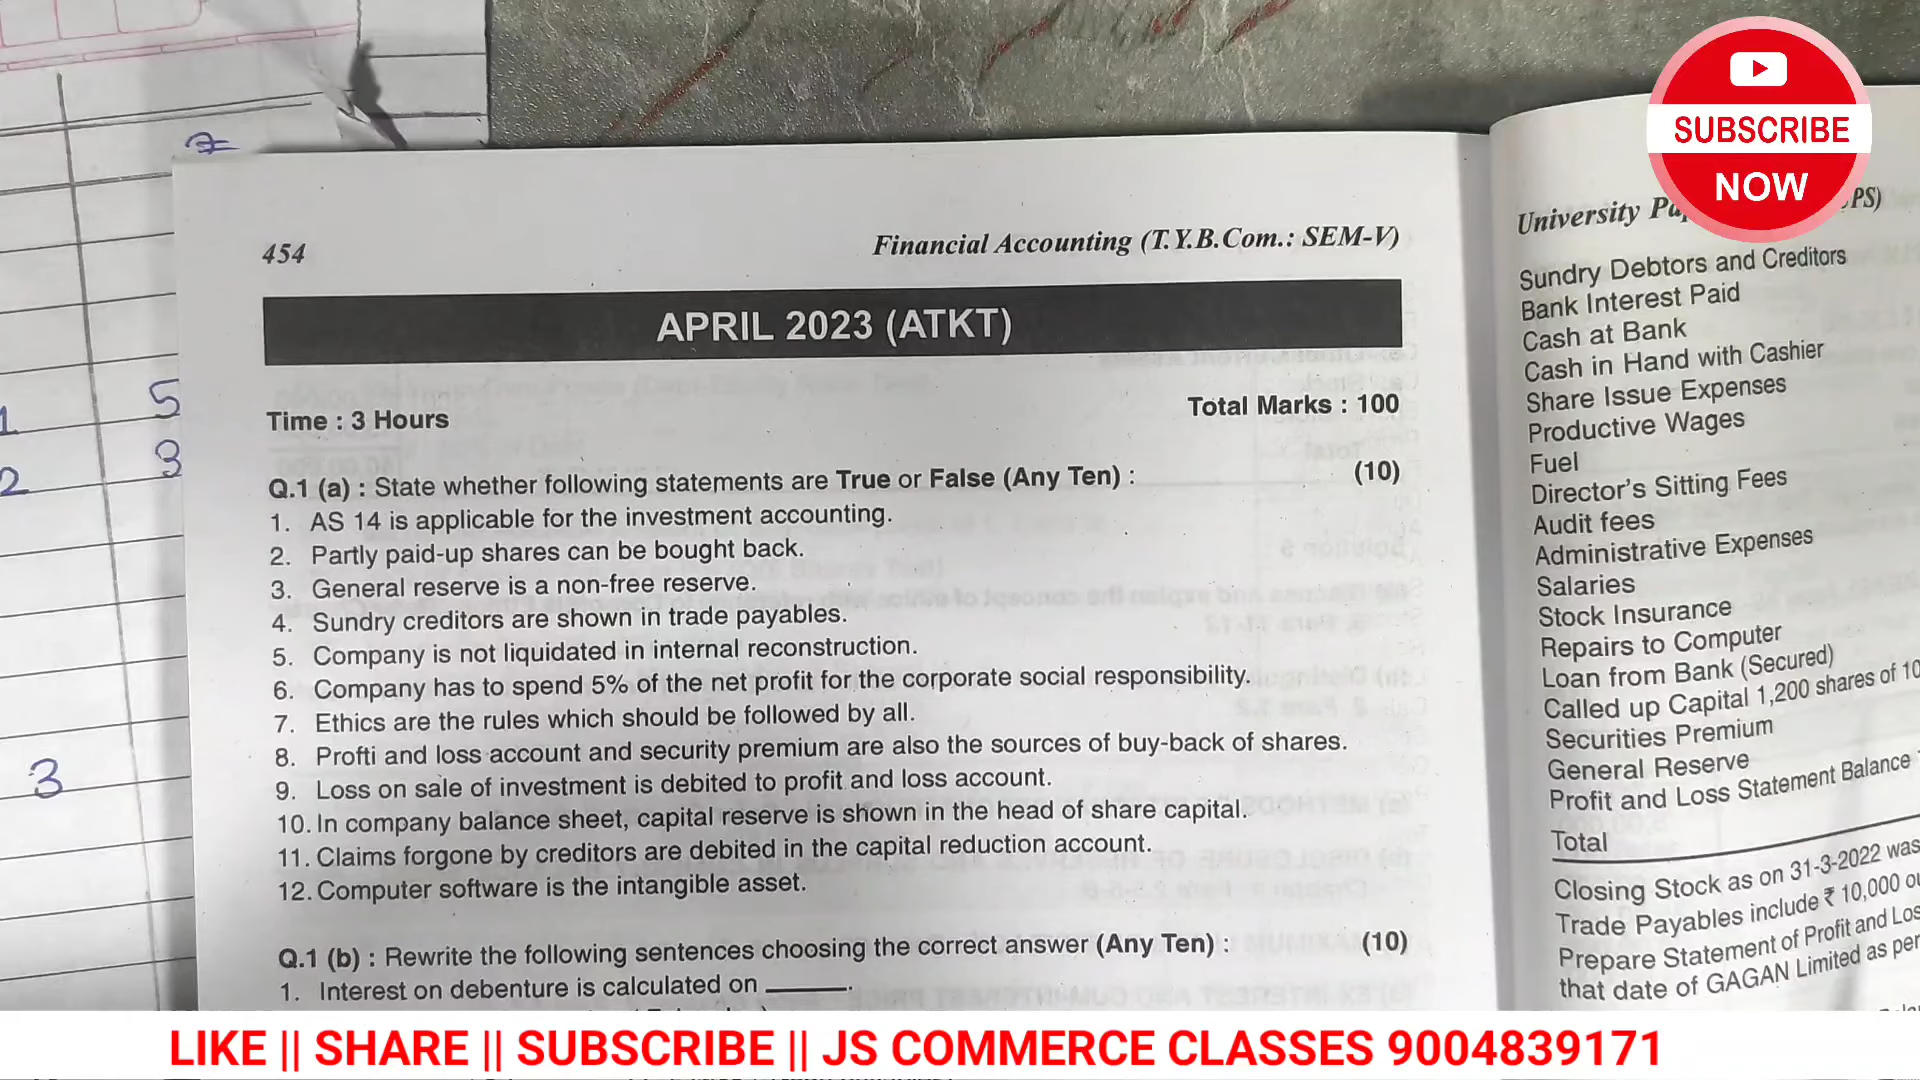 454
Financial Accounting (T.Y.B.Com.: SEM-V)
APRIL 2023 (ATKT)
Time : 3 Hours
Total Marks : 100
Q.1 (a) : State whether following statements are True or False (Any Ten) : (10)
1. AS 14 is applicable for the investment accounting.
2. Partly paid-up shares can be bought back.
3. General reserve is a non-free reserve.
4. Sundry creditors are shown in trade payables.
5. Company is not liquidated in internal reconstruction.
6. Company has to spend 5% of the net profit for the corporate social responsibility.
7. Ethics are the rules which should be followed by all.
8. Profti and loss account and security premium are also the sources of buy-back of shares.
9. Loss on sale of investment is debited to profit and loss account.
10. In company balance sheet, capital reserve is shown in the head of share capital.
11. Claims forgone by creditors are debited in the capital reduction account.
12. Computer software is the intangible asset.
Q.1 (b) : Rewrite the following sentences choosing the correct answer (Any Ten) : (10)
1. Interest on debenture is calculated on ______.
University
Sundry Debtors and Creditors
Bank Interest Paid
Cash at Bank
Cash in Hand with Cashier
Share Issue Expenses
Productive Wages
Fuel
Director's Sitting Fees
Audit fees
Administrative Expenses
Salaries
Stock Insurance
Repairs to Computer
Loan from Bank (Secured)
Called up Capital 1,200 shares of 10
Securities Premium
General Reserve
Profit and Loss Statement Balance
Total
Closing Stock as on 31-3-2022 was
Trade Payables include ₹ 10,000
Prepare Statement of Profit and
that date of GAGAN Limited as per
SUBSCRIBE
NOW
1 5
2 3
3
LIKE || SHARE || SUBSCRIBE || JS COMMERCE CLASSES 9004839171